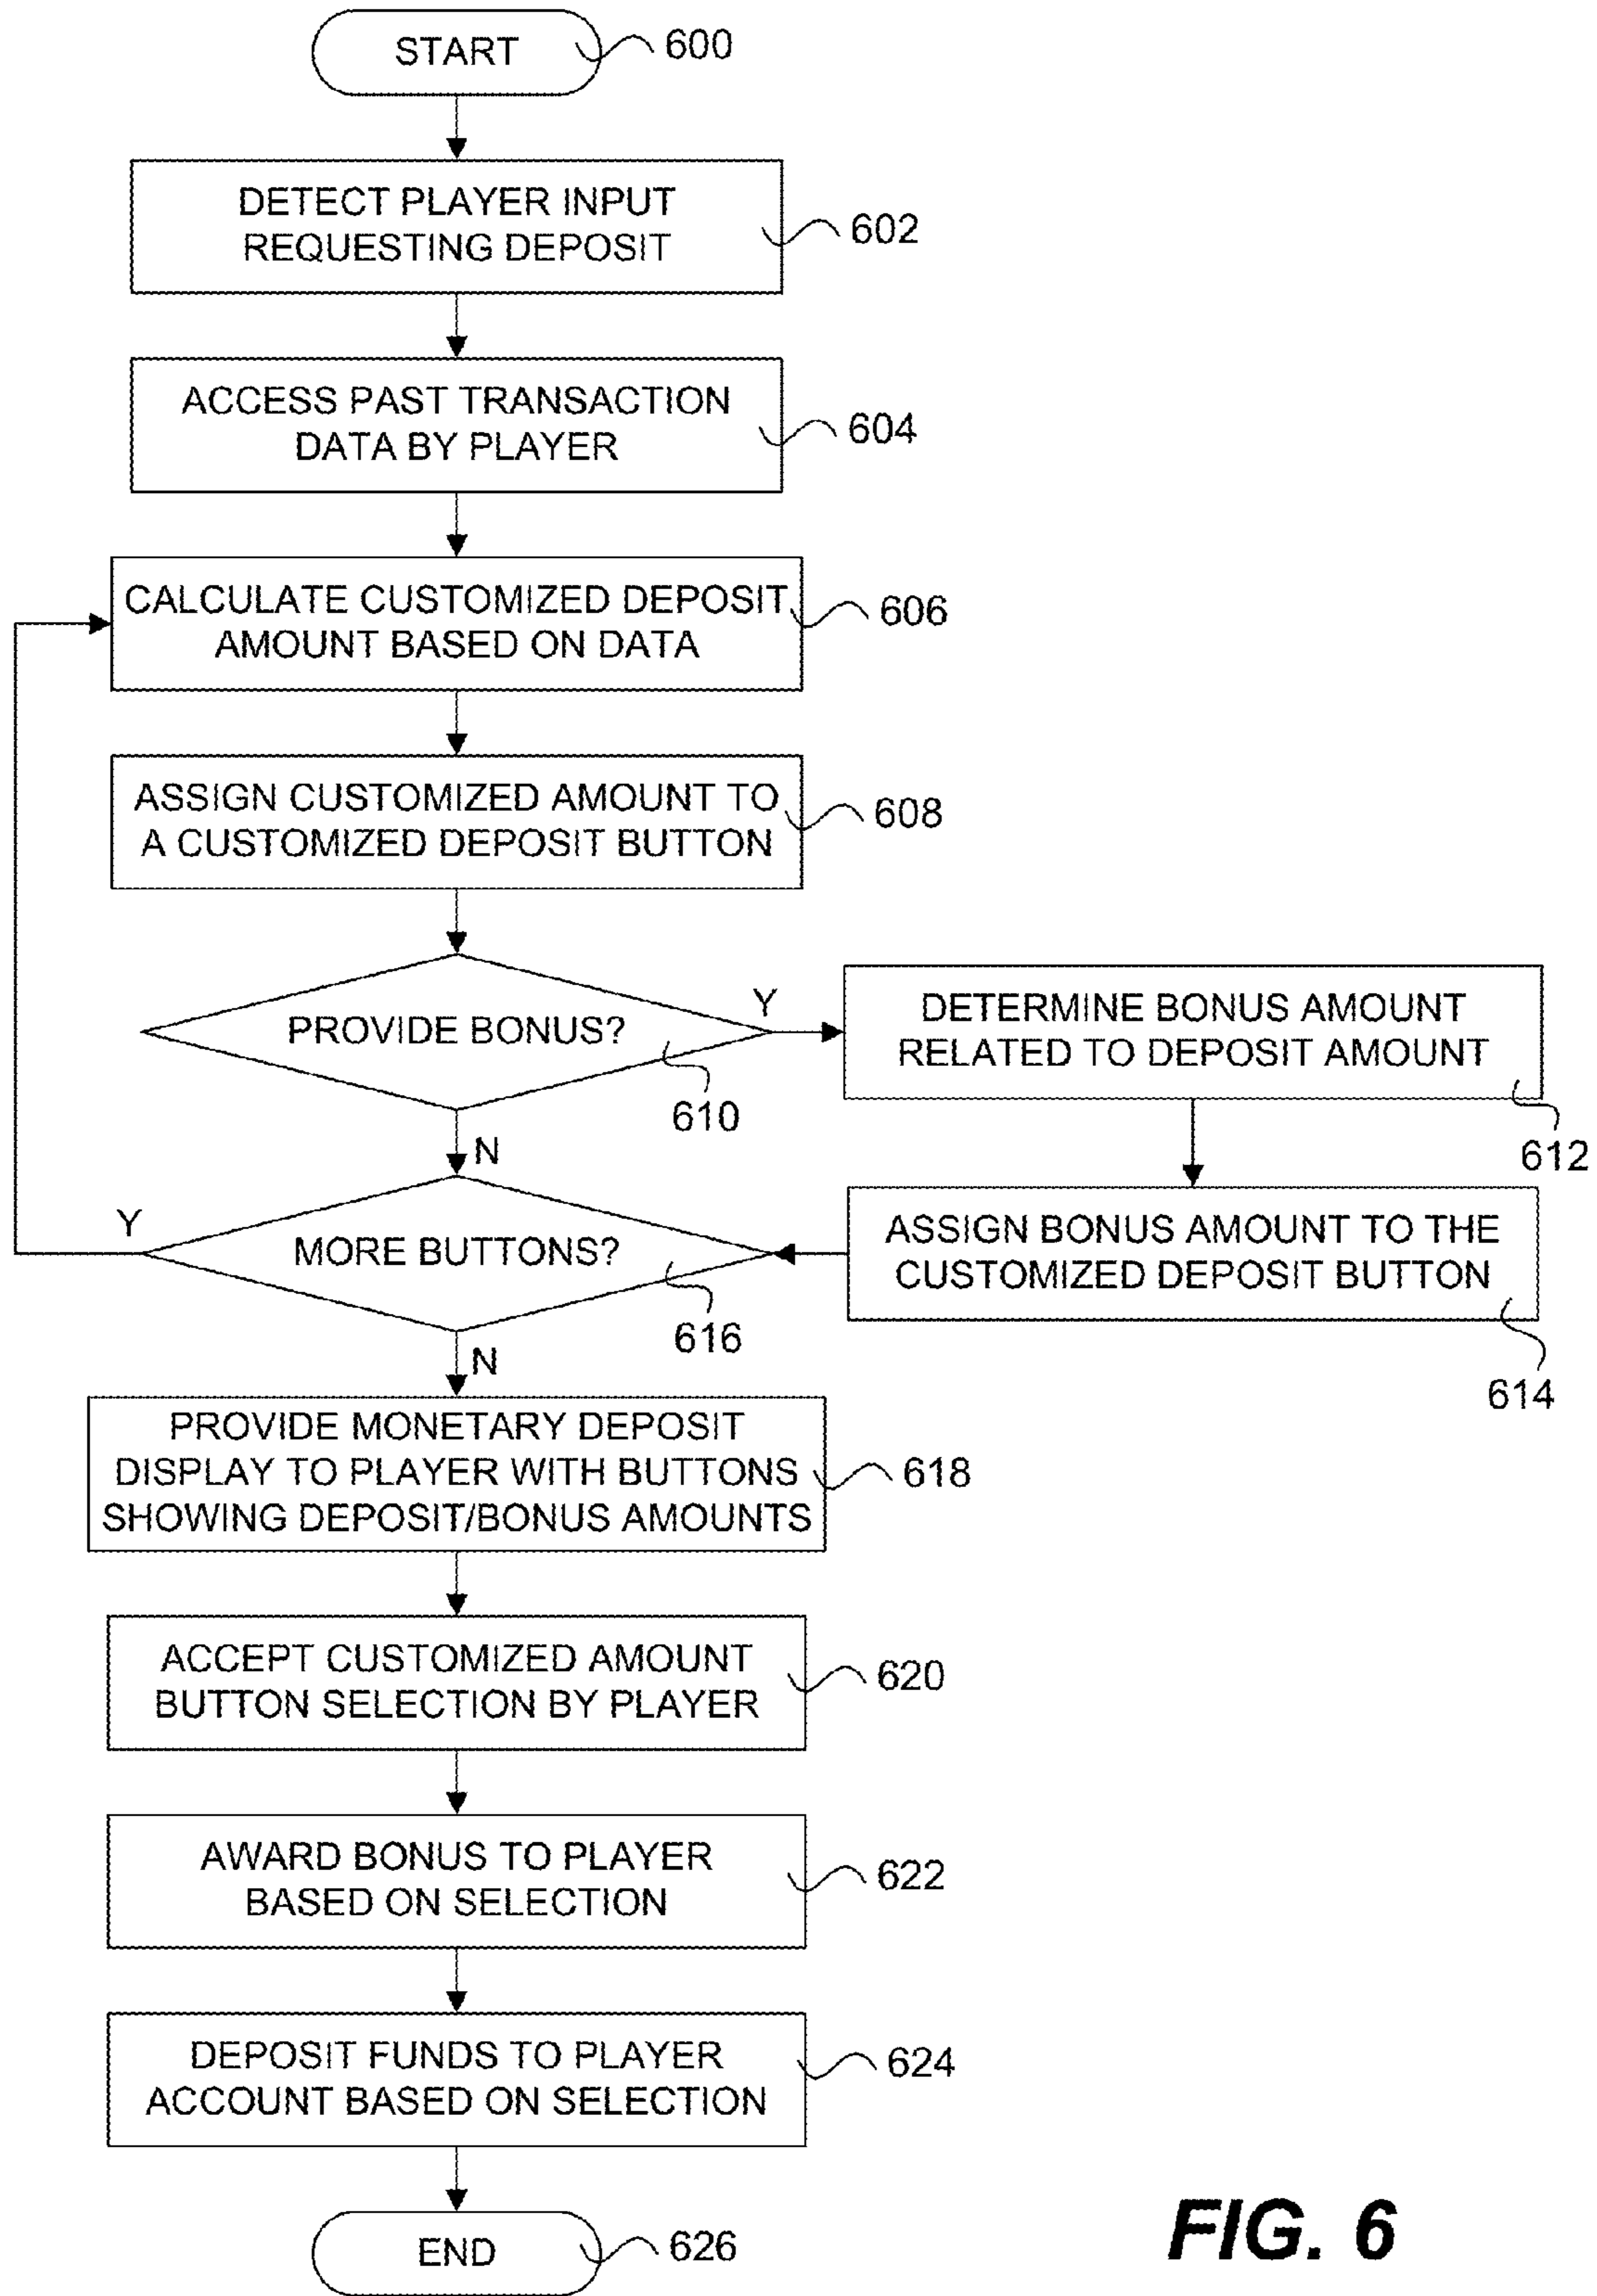 START
600
DETECT PLAYER INPUT
REQUESTING DEPOSIT
602
ACCESS PAST TRANSACTION
DATA BY PLAYER
604
CALCULATE CUSTOMIZED DEPOSIT
AMOUNT BASED ON DATA
606
ASSIGN CUSTOMIZED AMOUNT TO
A CUSTOMIZED DEPOSIT BUTTON
608
PROVIDE BONUS?
610
Y
N
DETERMINE BONUS AMOUNT
RELATED TO DEPOSIT AMOUNT
612
ASSIGN BONUS AMOUNT TO THE
CUSTOMIZED DEPOSIT BUTTON
614
MORE BUTTONS?
616
Y
N
PROVIDE MONETARY DEPOSIT
DISPLAY TO PLAYER WITH BUTTONS
SHOWING DEPOSIT/BONUS AMOUNTS
618
ACCEPT CUSTOMIZED AMOUNT
BUTTON SELECTION BY PLAYER
620
AWARD BONUS TO PLAYER
BASED ON SELECTION
622
DEPOSIT FUNDS TO PLAYER
ACCOUNT BASED ON SELECTION
624
END
626
FIG. 6